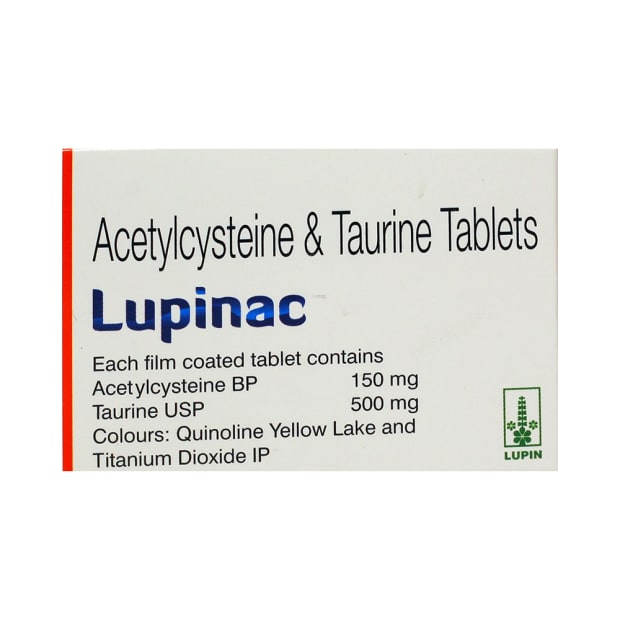 Acetylcysteine & Taurine Tablets
Lupinac
Each film coated tablet contains
Acetylcysteine BP 150 mg
Taurine USP 500 mg
Colours: Quinoline Yellow Lake and
Titanium Dioxide IP
LUPIN